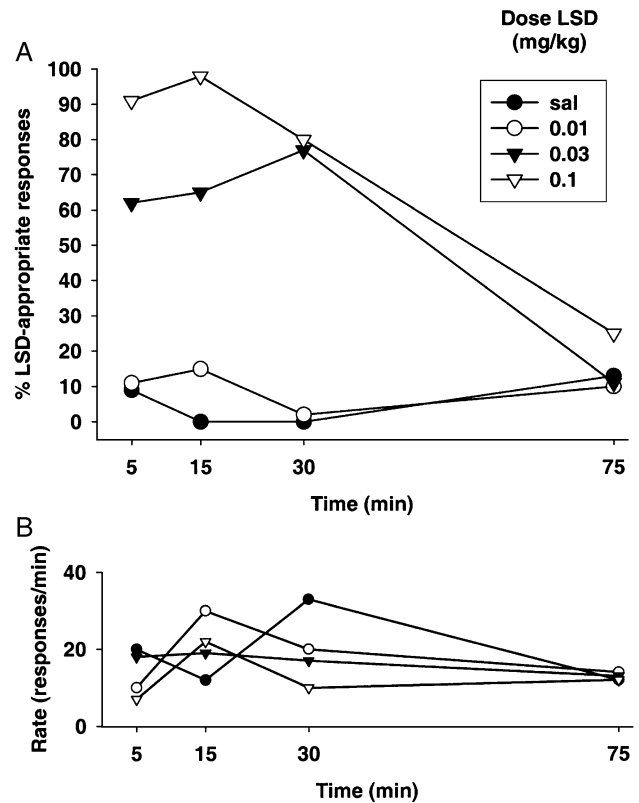 Dose LSD
(mg/kg)
A
% LSD-appropriate responses
100
90
80
70
60
50
40
30
20
10
0
sal
0.01
0.03
0.1
5 15 30 75
Time (min)
B
Rate (responses/min)
40
20
0
5 15 30 75
Time (min)